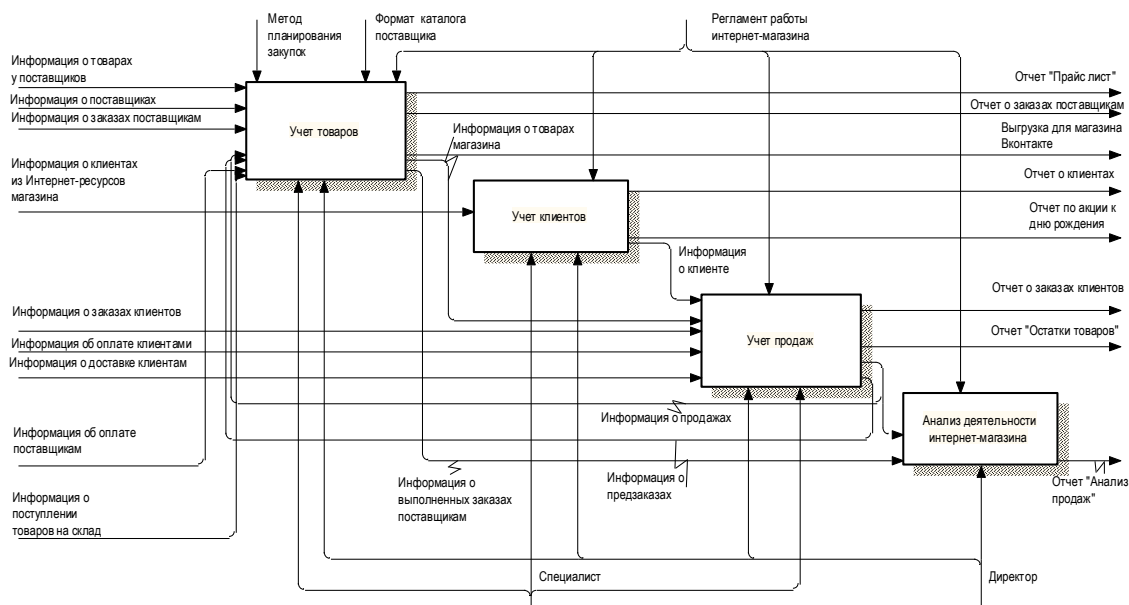 Метод
планирования
закупок
Формат каталога
поставщика
Регламент работы
интернет-магазина
Информация о товарах
у поставщиков
Информация о поставщиках
Информация о заказах поставщикам
Учет товаров
Информация о товарах
магазина
Отчет "Прайс лист"
Отчет о заказах поставщикам
Выгрузка для магазина
Вконтакте
Информация о клиентах
из Интернет-ресурсов
магазина
Учет клиентов
Отчет о клиентах
Отчет по акции к
дню рождения
Информация
о клиенте
Информация о заказах клиентов
Информация об оплате клиентами
Информация о доставке клиентам
Учет продаж
Отчет о заказах клиентов
Отчет "Остатки товаров"
Информация о продажах
Анализ деятельности
интернет-магазина
Информация об оплате
поставщикам
Информация о
выполненных заказах
поставщикам
Информация о
предзаказах
Отчет "Анализ
продаж"
Информация о
поступлении
товаров на склад
Специалист
Директор